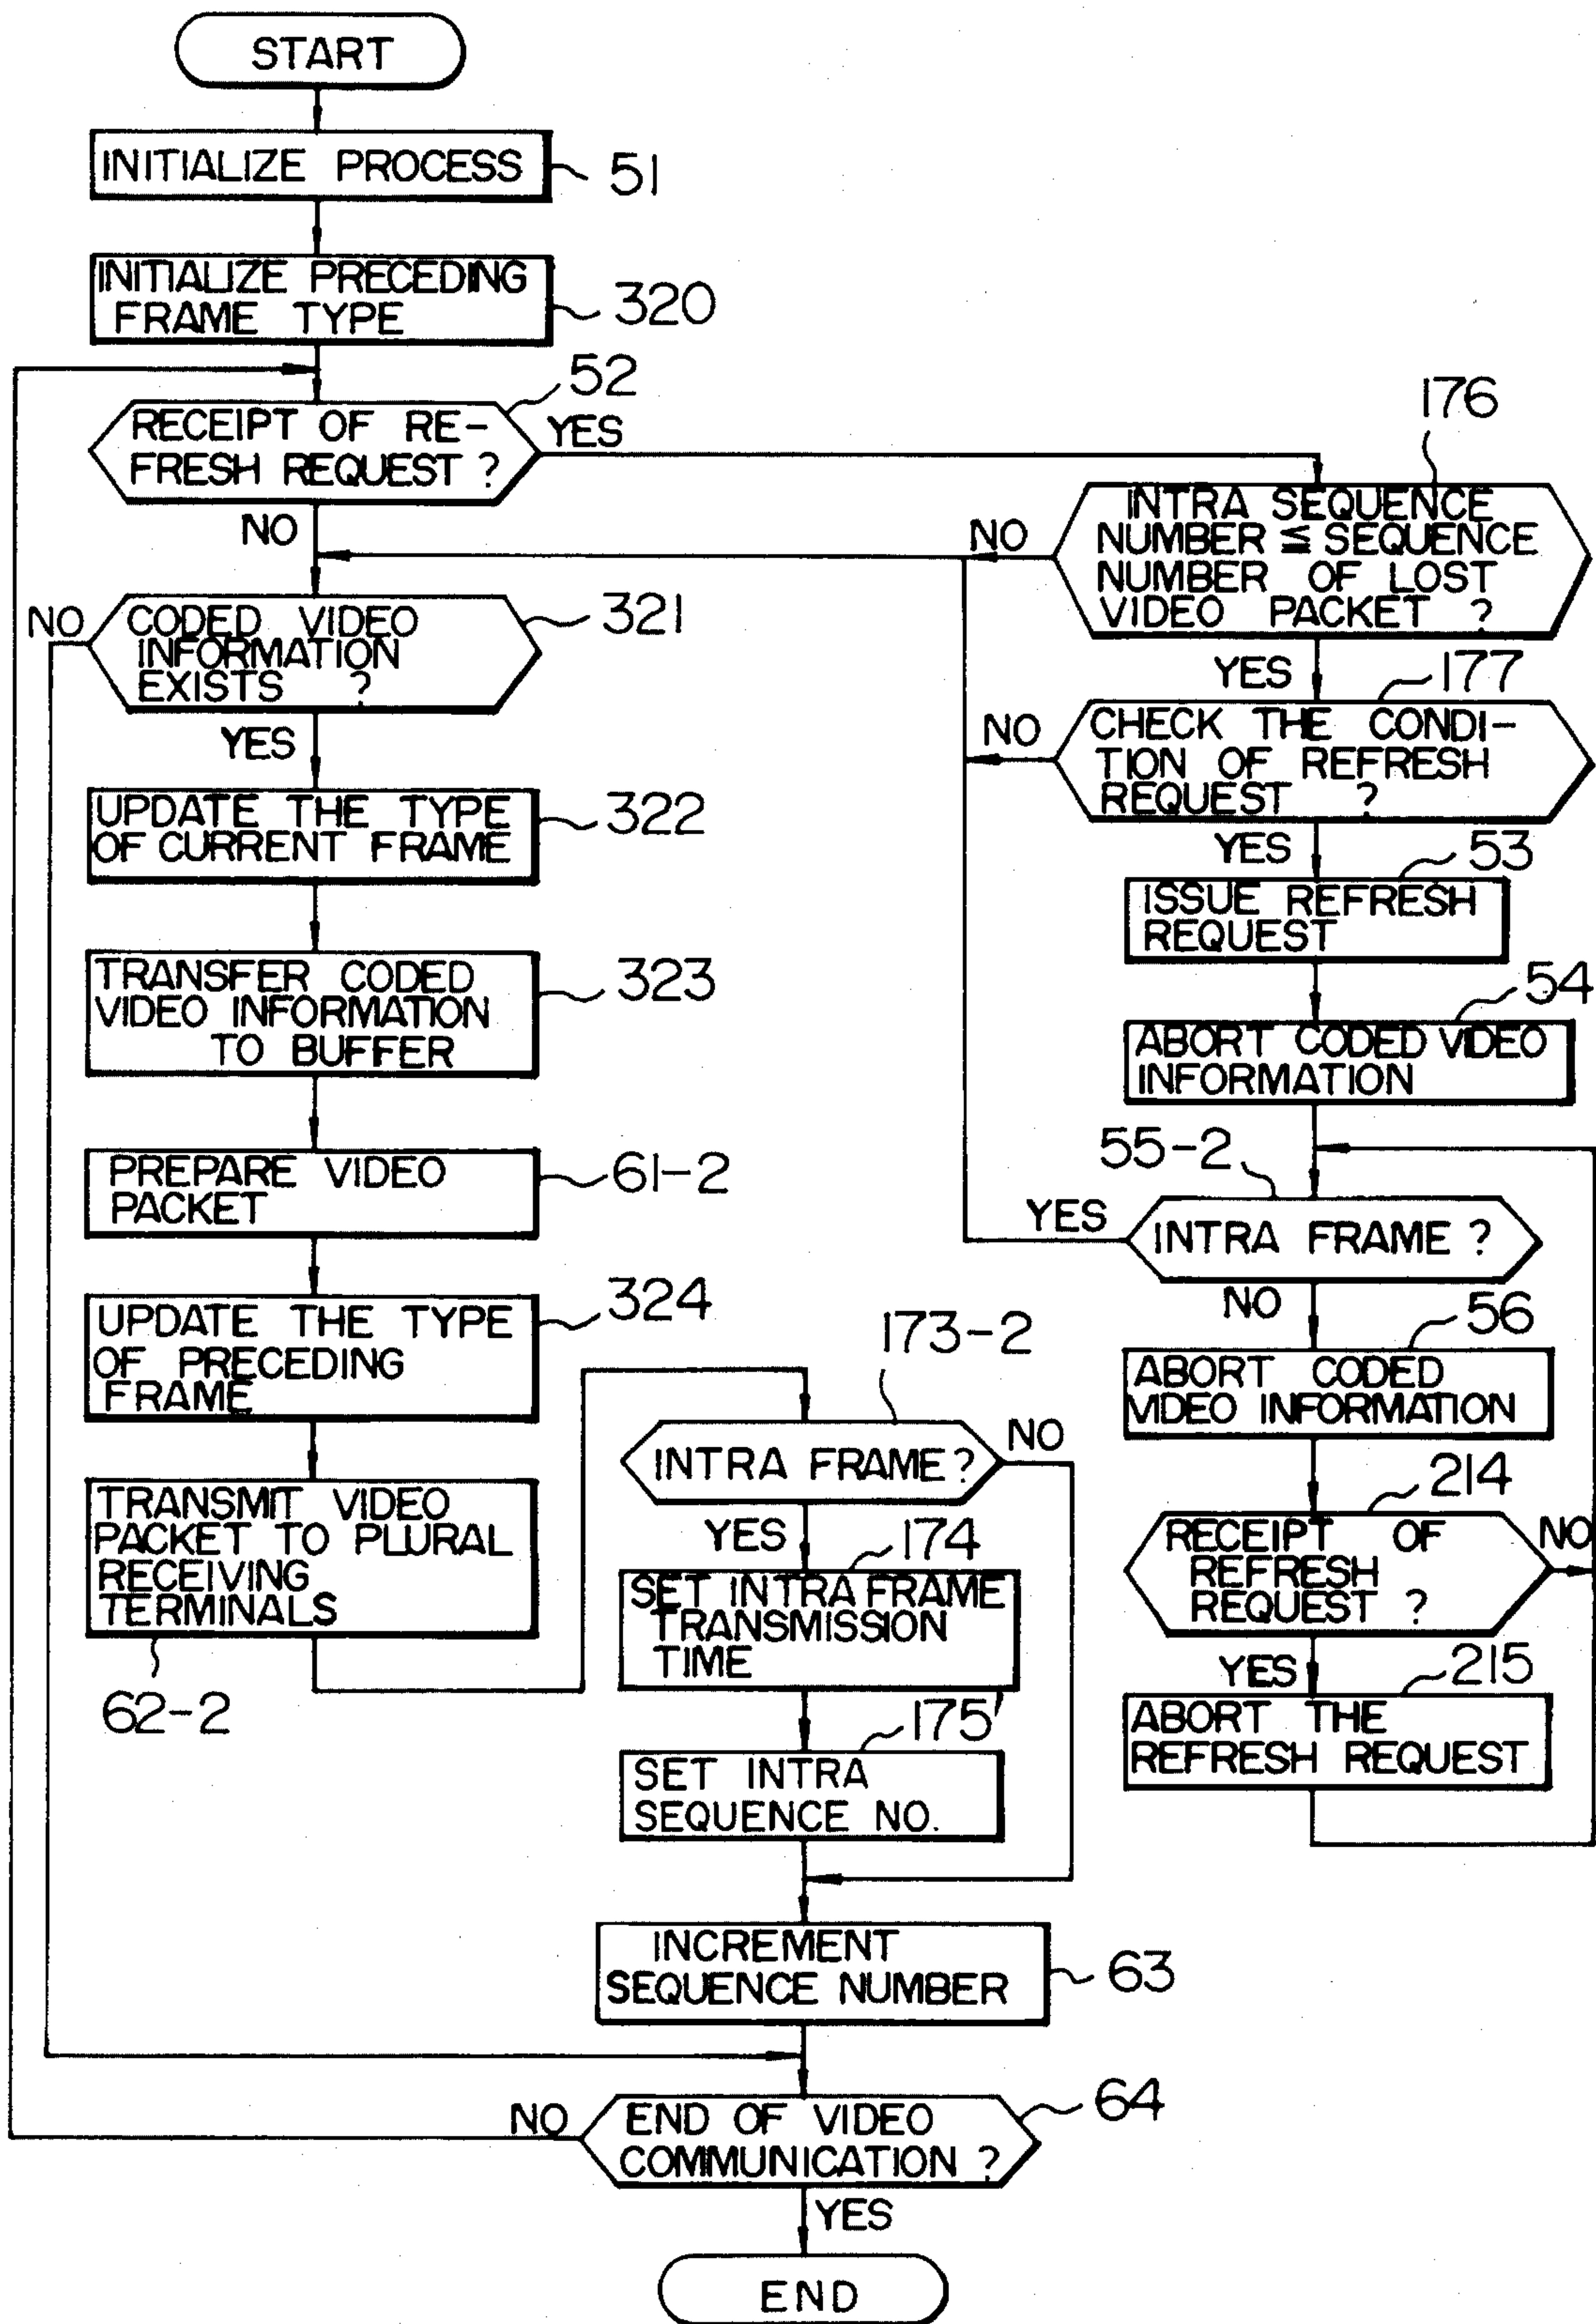 START
INITIALIZE PROCESS
51
INITIALIZE PRECEDING
FRAME TYPE
320
52
RECEIPT OF RE-
FRESH REQUEST ?
YES
NO
176
INTRA SEQUENCE
NUMBER ≦ SEQUENCE
NUMBER OF LOST
VIDEO PACKET ?
NO
YES
NO
CODED VIDEO
INFORMATION
EXISTS ?
321
YES
177
CHECK THE CONDI-
TION OF REFRESH
REQUEST ?
NO
YES
UPDATE THE TYPE
OF CURRENT FRAME
322
53
ISSUE REFRESH
REQUEST
TRANSFER CODED
VIDEO INFORMATION
TO BUFFER
323
54
ABORT CODED VIDEO
INFORMATION
PREPARE VIDEO
PACKET
61-2
55-2
YES
INTRA FRAME ?
NO
UPDATE THE TYPE
OF PRECEDING
FRAME
324
56
ABORT CODED
VIDEO INFORMATION
TRANSMIT VIDEO
PACKET TO PLURAL
RECEIVING
TERMINALS
62-2
173-2
INTRA FRAME ?
NO
YES
174
SET INTRA FRAME
TRANSMISSION
TIME
175
SET INTRA
SEQUENCE NO.
214
RECEIPT OF
REFRESH
REQUEST ?
NO
YES
215
ABORT THE
REFRESH REQUEST
INCREMENT
SEQUENCE NUMBER
63
NO
END OF VIDEO
COMMUNICATION ?
64
YES
END